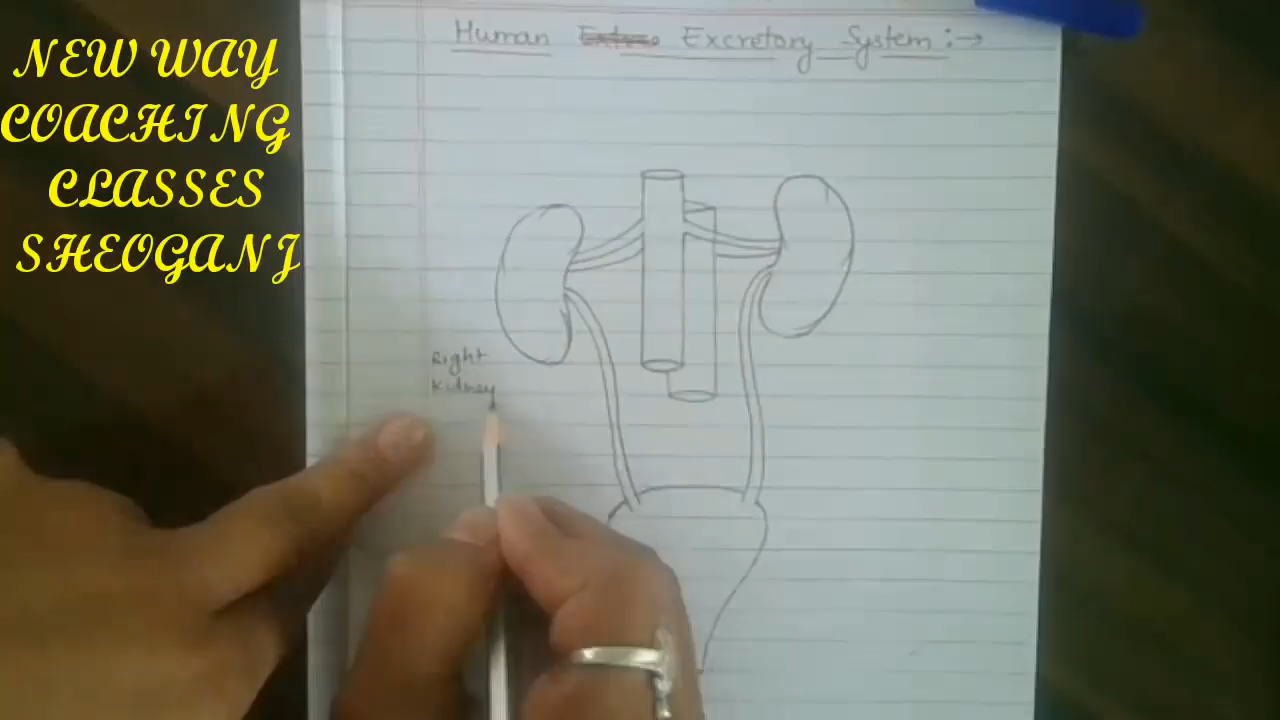 NEW WAY
COACHING
CLASSES
SHEOGANJ
Human Excretory System :→
Right
Kidney